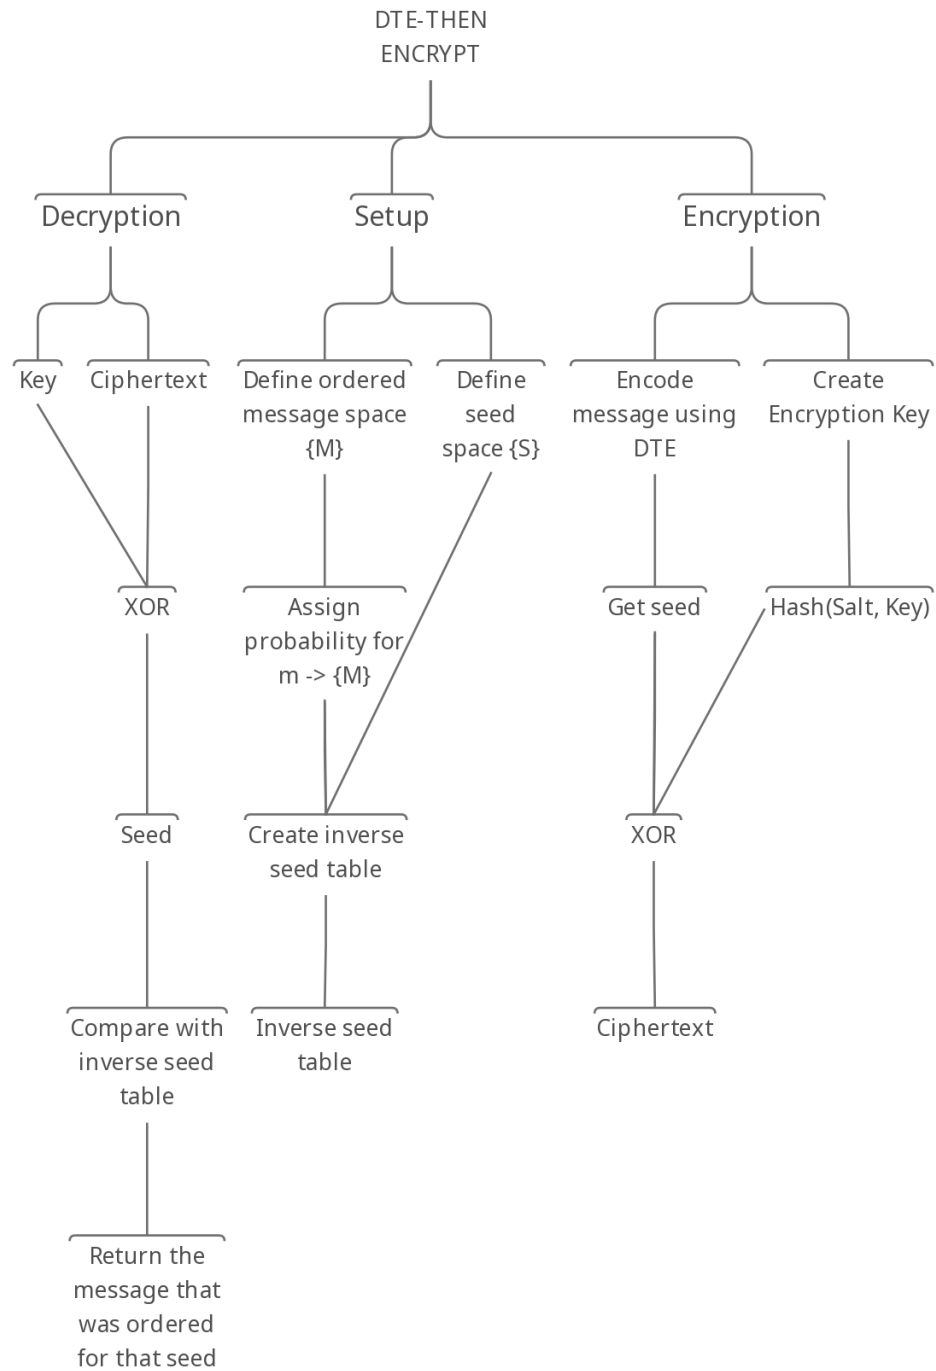 DTE-THEN
ENCRYPT
Decryption
Setup
Encryption
Key
Ciphertext
Define ordered
message space
{M}
Define
seed
space {S}
Encode
message using
DTE
Create
Encryption Key
XOR
Assign
probability for
m -> {M}
Get seed
Hash(Salt, Key)
Seed
Create inverse
seed table
XOR
Compare with
inverse seed
table
Inverse seed
table
Ciphertext
Return the
message that
was ordered
for that seed